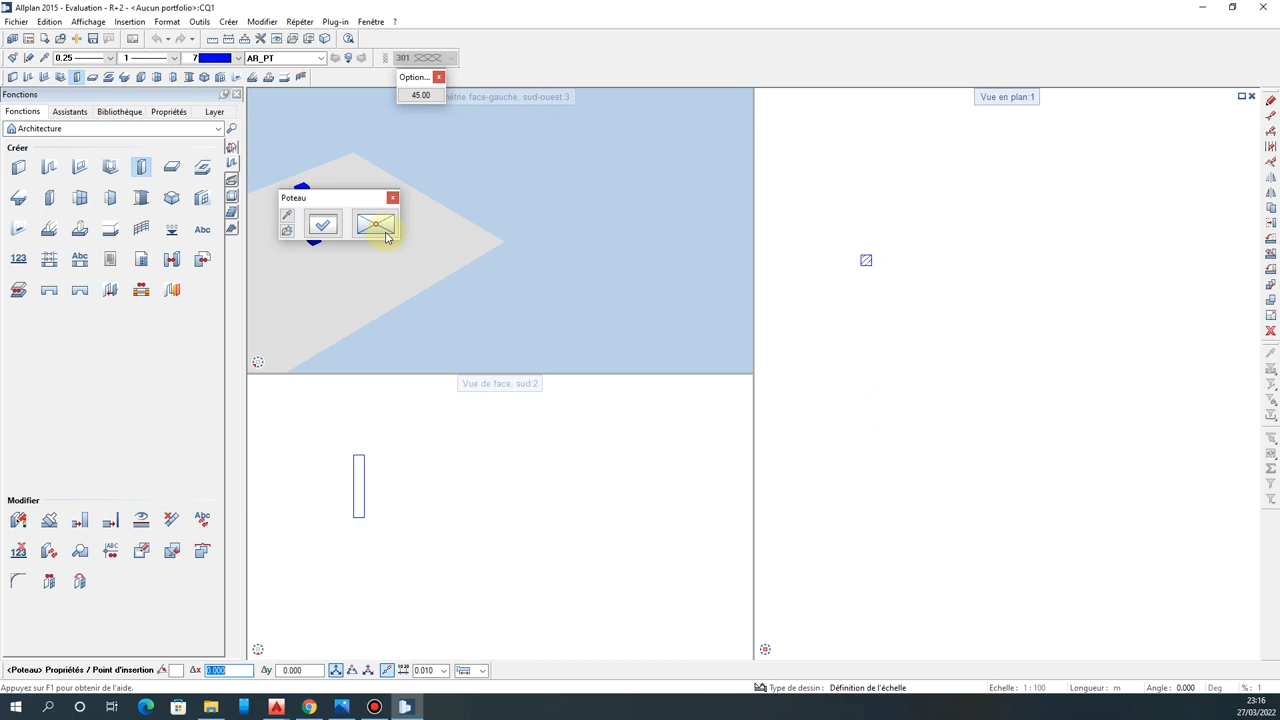 Allplan 2015 - Evaluation - R+2 - <Aucun portfolio>:CQ1
Fichier Edition Affichage Insertion Format Outils Créer Modifier Répéter Plug-in Fenêtre ?
0.25 1 7 AR_PT 301
Option...
45.00
Fonctions
Fonctions Assistants Bibliothèque Propriétés Layer
Architecture
Créer
Abc
123 Abc
Modifier
Abc
123 ABC
métrie face-gauche, sud-ouest 3
Vue en plan:1
Poteau
Vue de face, sud:2
<Poteau> Propriétés / Point d'insertion Δx 0.000 Δy 0.000 0.010
Appuyez sur F1 pour obtenir de l'aide. Type de dessin: Définition de l'échelle Echelle : 1 : 100 Longueur : m Angle : 0.000 Deg % : 1
23:16
27/03/2022